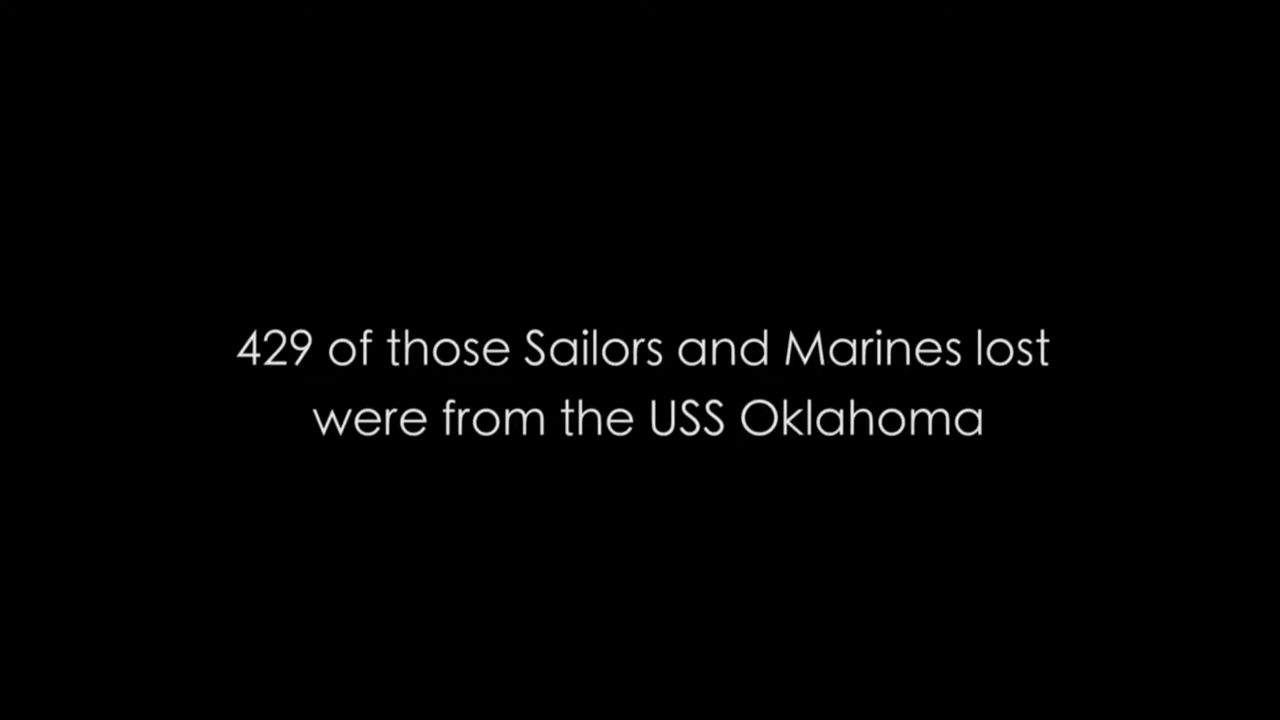 429 of those Sailors and Marines lost
were from the USS Oklahoma